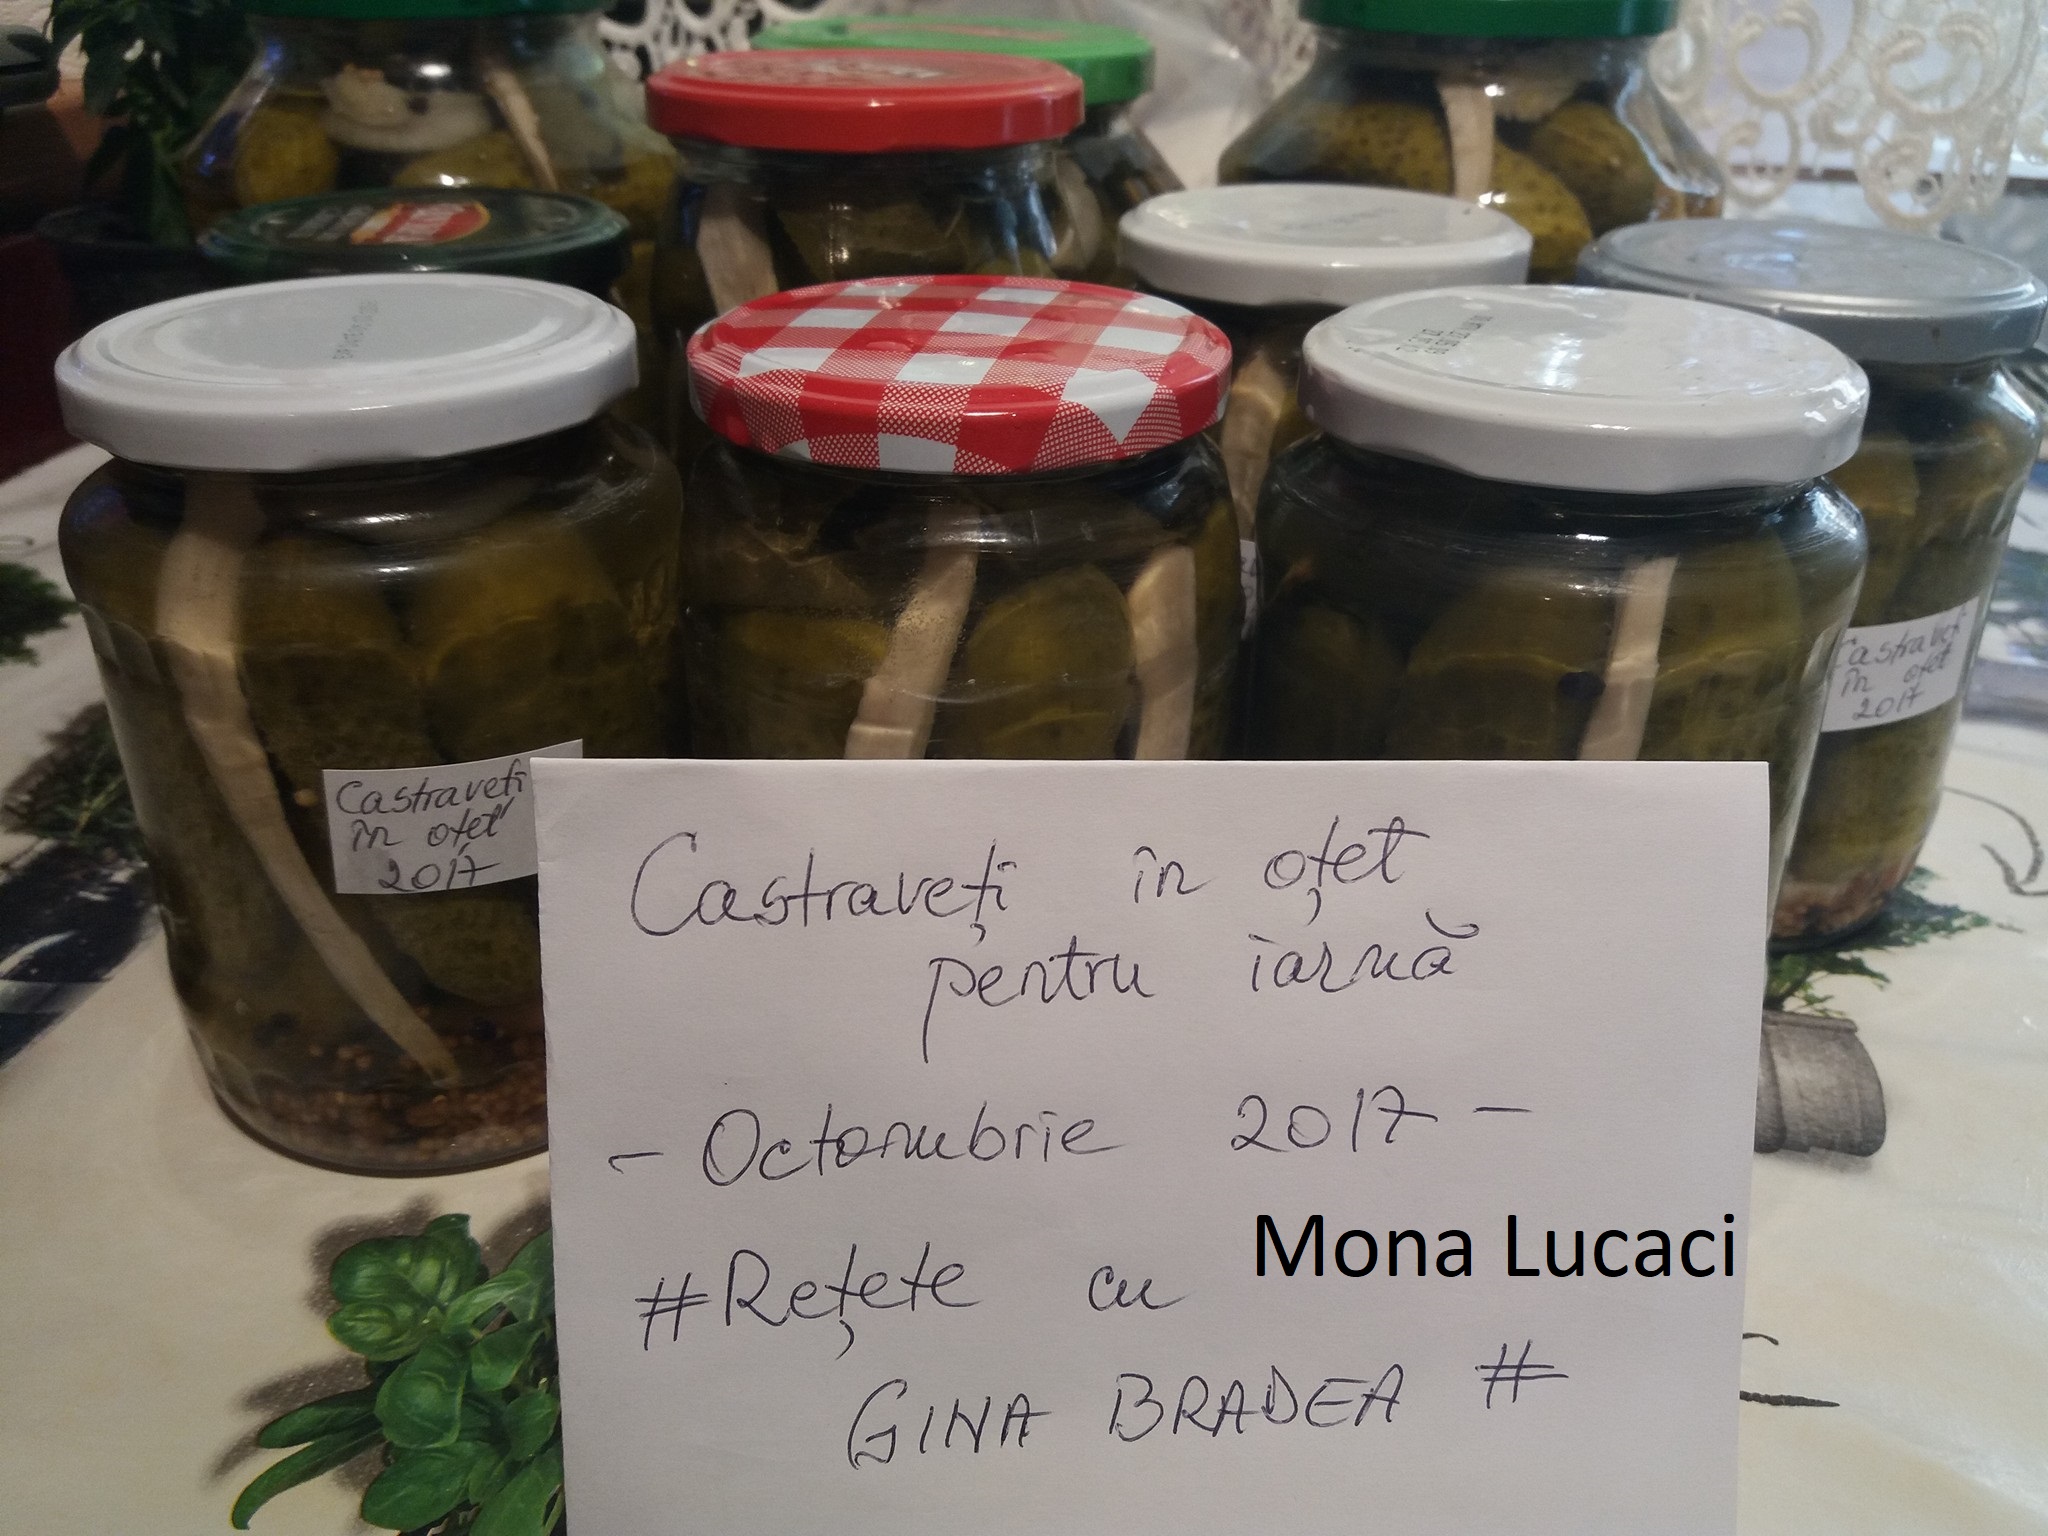 Castraveți
în oțet
2017
Castraveți
în oțet
2017
Castraveți în oțet
pentru iarnă
- Octombrie 2017 -
Mona Lucaci
#Rețete cu
GINA BRADEA #